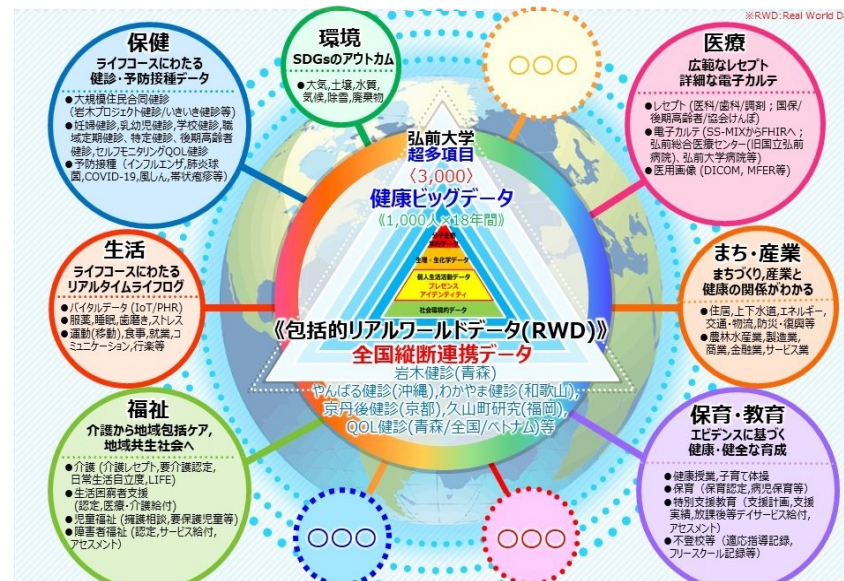 ※RWD:Real World Da
保健
ライフコースにわたる
健診・予防接種データ
●大規模住民合同健診
(岩木プロジェクト健診/いきいき健診等)
●妊婦健診,乳幼児健診,学校健診,職
域定期健診、特定健診、後期高齢者
健診,セルフモニタリングQOL健診
●予防接種(インフルエンザ,肺炎球
菌,COVID-19,風しん,帯状疱疹等)
環境
SDGsのアウトカム
●大気,土壌,水質,
気候,除雪,廃棄物
○○○
医療
広範なレセプト
詳細な電子カルテ
●レセプト(医科/歯科/調剤;国保/
後期高齢者/協会けんぽ)
●電子カルテ(SS-MIXからFHIRへ;
弘前総合医療センター(旧国立弘前
病院)、弘前大学病院等)
●医用画像(DICOM, MFER等)
弘前大学
超多項目
〈3,000〉
健康ビッグデータ
《1,000人×18年間》
生理・生化学データ
個人生活活動データ
プレゼンス
アイデンティティ
社会環境的データ
《包括的リアルワールドデータ(RWD)》
全国縦断連携データ
岩木健診(青森)
やんばる健診(沖縄),わかやま健診(和歌山),
京丹後健診(京都),久山町研究(福岡),
QOL健診(青森/全国/ベトナム)等
生活
ライフコースにわたる
リアルタイムライフログ
●バイタルデータ(IoT/PHR)
●服薬,睡眠,歯磨き,ストレス
●運動(移動),食事,就業,コ
ミュニケーション,行楽等
まち・産業
まちづくり,産業と
健康の関係がわかる
●住居,上下水道,エネルギー,
交通・物流,防災・復興等
●農林水産業,製造業,
商業,金融業,サービス業
福祉
介護から地域包括ケア,
地域共生社会へ
●介護(介護レセプト,要介護認定,
日常生活自立度,LIFE)
●生活困窮者支援
(認定,医療・介護給付)
●児童福祉(擁護相談,要保護児童等)
●障害者福祉(認定,サービス給付,
アセスメント)
○○○
○○○
保育・教育
エビデンスに基づく
健康・健全な育成
●健康授業,子育て体操
●保育(保育認定,病児保育等)
●特別支援教育(支援計画,支援
実績,放課後等デイサービス給付,
アセスメント)
●不登校等(適応指導記録,
フリースクール記録等)